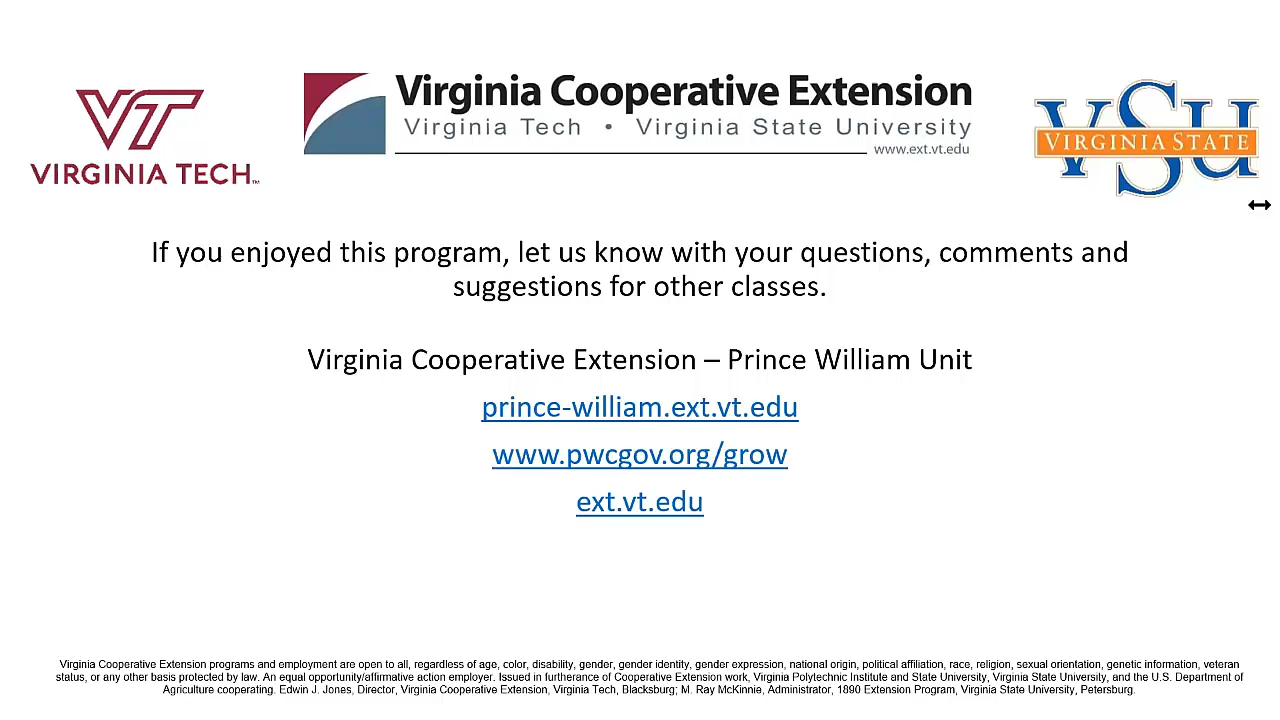 VT
VIRGINIA TECH™
Virginia Cooperative Extension
Virginia Tech • Virginia State University
www.ext.vt.edu
VSU
VIRGINIA STATE
If you enjoyed this program, let us know with your questions, comments and
suggestions for other classes.
Virginia Cooperative Extension – Prince William Unit
prince-william.ext.vt.edu
www.pwcgov.org/grow
ext.vt.edu
Virginia Cooperative Extension programs and employment are open to all, regardless of age, color, disability, gender, gender identity, gender expression, national origin, political affiliation, race, religion, sexual orientation, genetic information, veteran
status, or any other basis protected by law. An equal opportunity/affirmative action employer. Issued in furtherance of Cooperative Extension work, Virginia Polytechnic Institute and State University, Virginia State University, and the U.S. Department of
Agriculture cooperating. Edwin J. Jones, Director, Virginia Cooperative Extension, Virginia Tech, Blacksburg; M. Ray McKinnie, Administrator, 1890 Extension Program, Virginia State University, Petersburg.